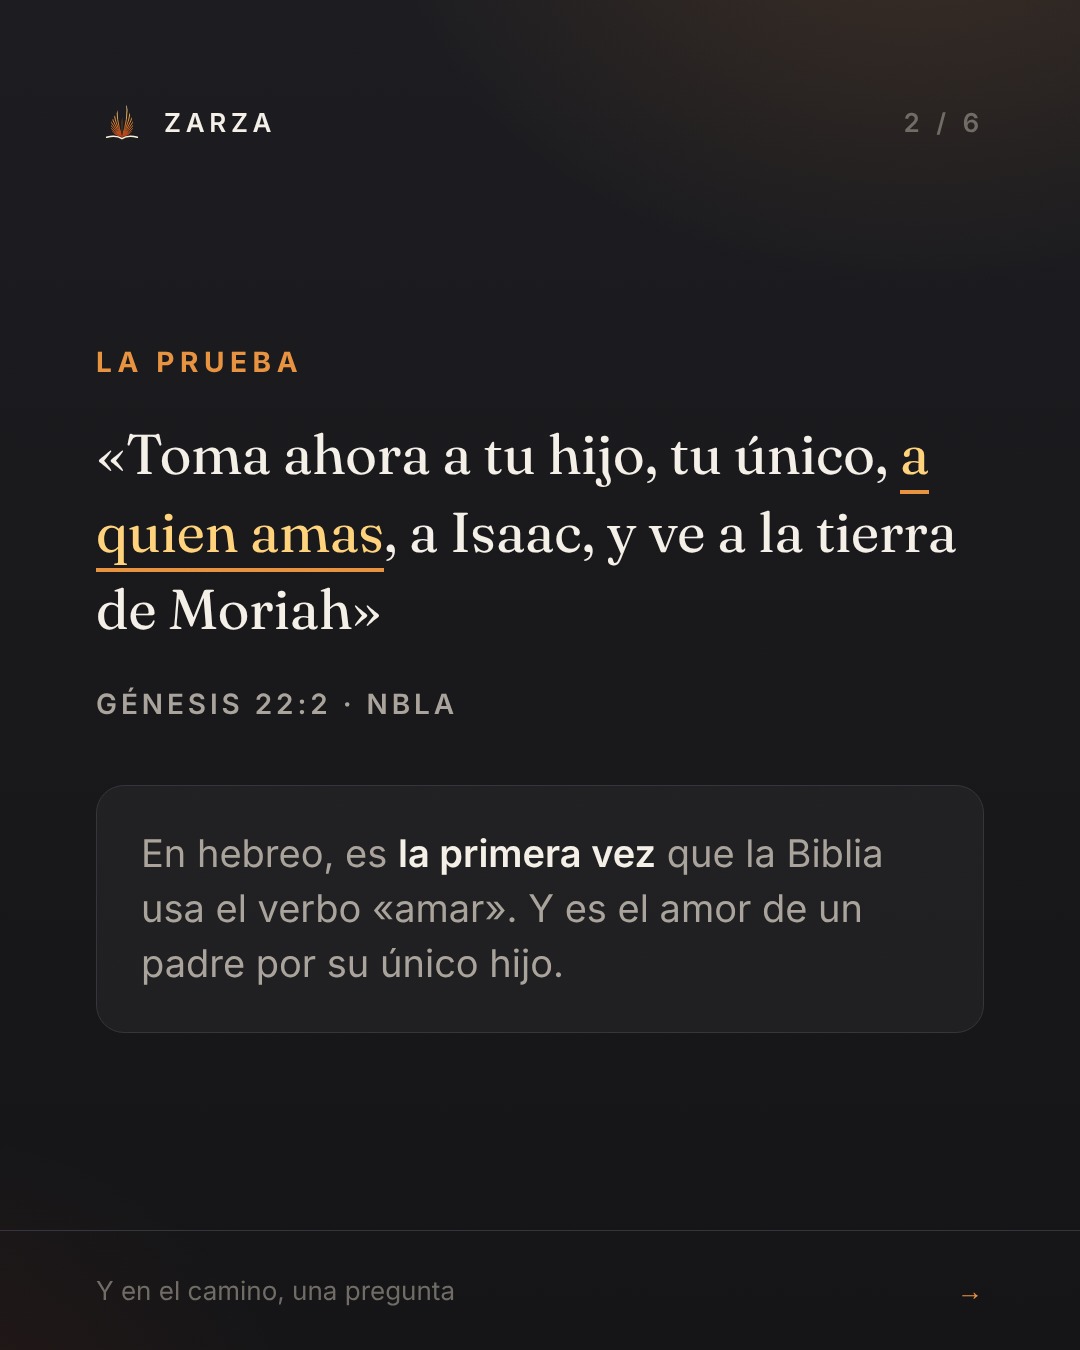 ZARZA
2 / 6
LA PRUEBA
«Toma ahora a tu hijo, tu único, a
quien amas, a Isaac, y ve a la tierra
de Moriah»
GÉNESIS 22:2 · NBLA
En hebreo, es la primera vez que la Biblia
usa el verbo «amar». Y es el amor de un
padre por su único hijo.
Y en el camino, una pregunta →